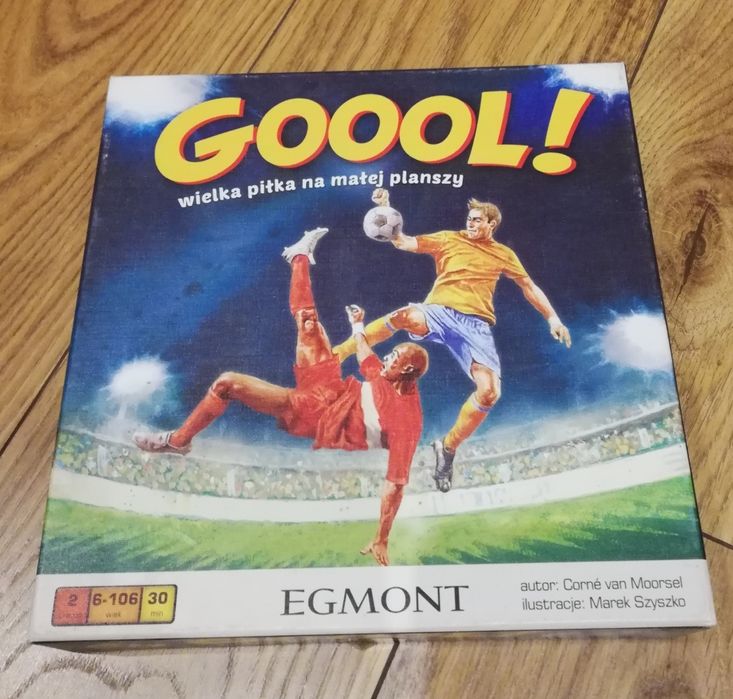 GOOOL!
wielka piłka na małej planszy
2 6-106 30
wiek min
EGMONT
autor: Corné van Moorsel
ilustracje: Marek Szyszko